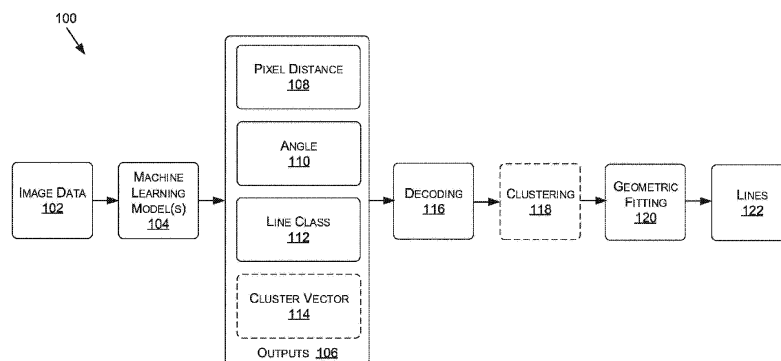 100
PIXEL DISTANCE
108
ANGLE
110
LINE CLASS
112
CLUSTER VECTOR
114
OUTPUTS 106
IMAGE DATA
102
MACHINE
LEARNING
MODEL(S)
104
DECODING
116
CLUSTERING
118
GEOMETRIC
FITTING
120
LINES
122